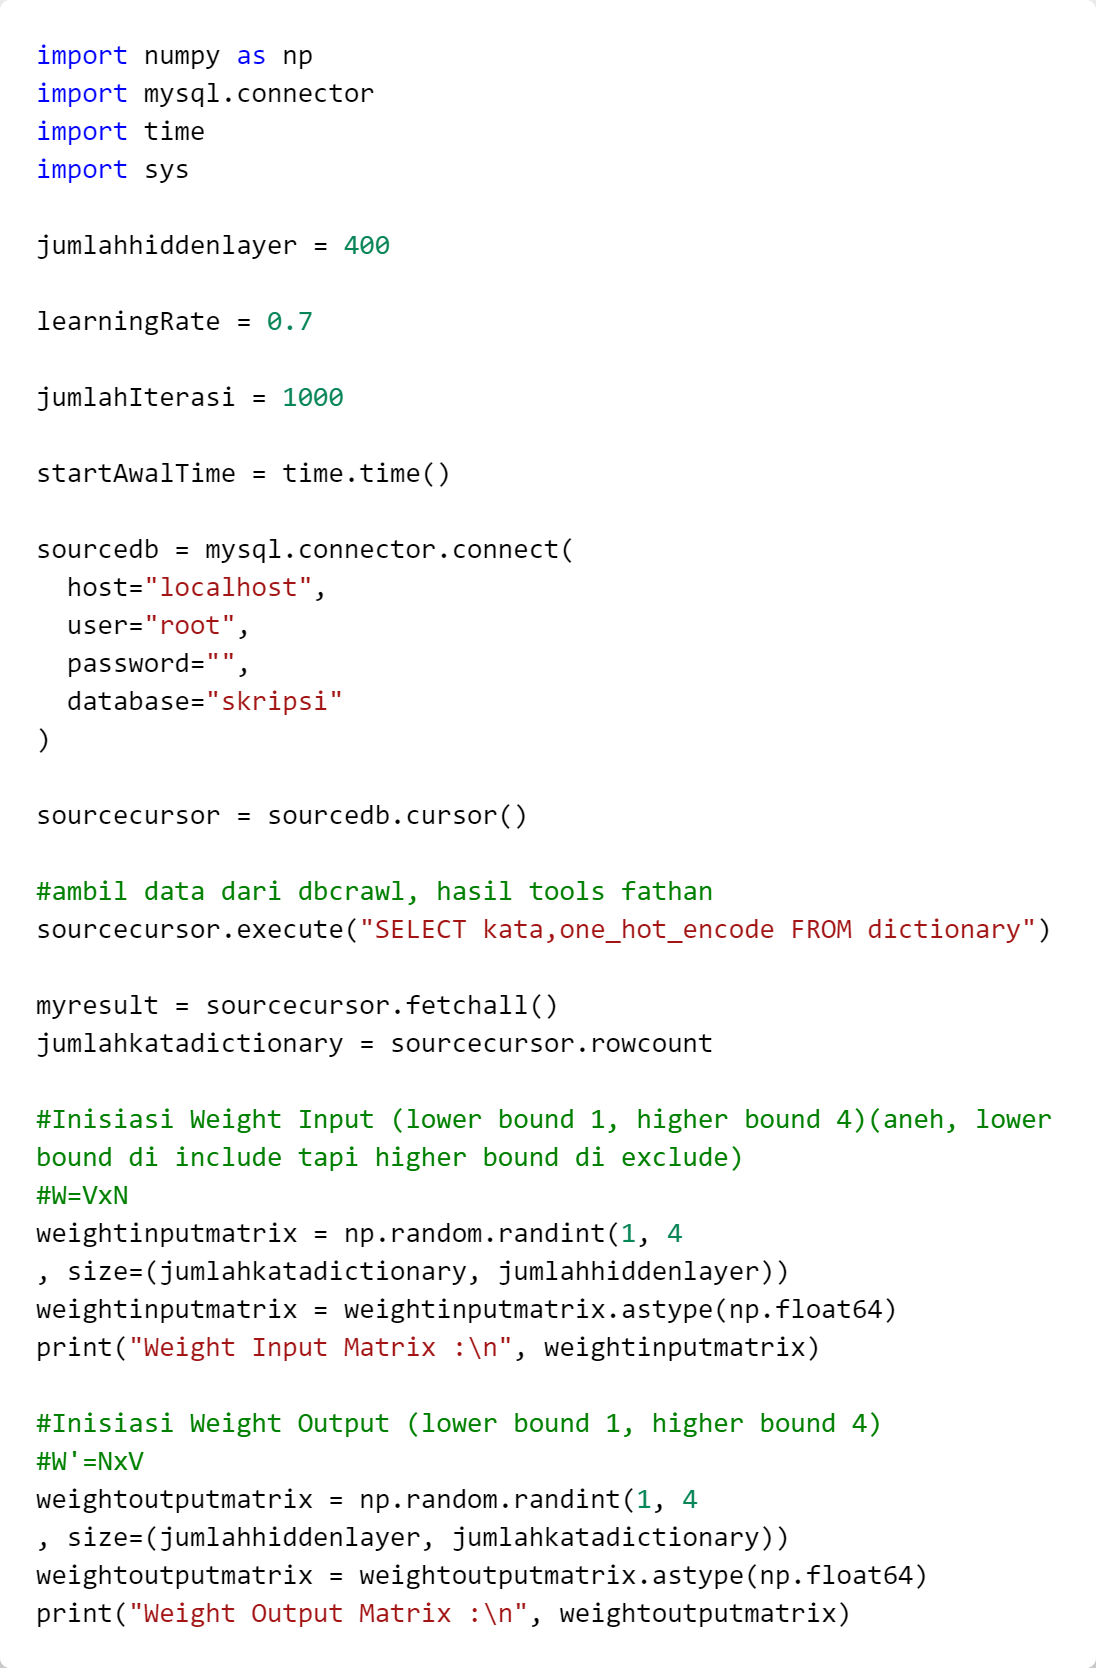 import numpy as np
import mysql.connector
import time
import sys
jumlahhiddenlayer = 400
learningRate = 0.7
jumlahIterasi = 1000
startAwalTime = time.time()
sourcedb = mysql.connector.connect(
  host="localhost",
  user="root",
  password="",
  database="skripsi"
)
sourcecursor = sourcedb.cursor()
#ambil data dari dbcrawl, hasil tools fathan
sourcecursor.execute("SELECT kata,one_hot_encode FROM dictionary")
myresult = sourcecursor.fetchall()
jumlahkatadictionary = sourcecursor.rowcount
#Inisiasi Weight Input (lower bound 1, higher bound 4)(aneh, lower
bound di include tapi higher bound di exclude)
#W=VxN
weightinputmatrix = np.random.randint(1, 4
, size=(jumlahkatadictionary, jumlahhiddenlayer))
weightinputmatrix = weightinputmatrix.astype(np.float64)
print("Weight Input Matrix :\n", weightinputmatrix)
#Inisiasi Weight Output (lower bound 1, higher bound 4)
#W'=NxV
weightoutputmatrix = np.random.randint(1, 4
, size=(jumlahhiddenlayer, jumlahkatadictionary))
weightoutputmatrix = weightoutputmatrix.astype(np.float64)
print("Weight Output Matrix :\n", weightoutputmatrix)